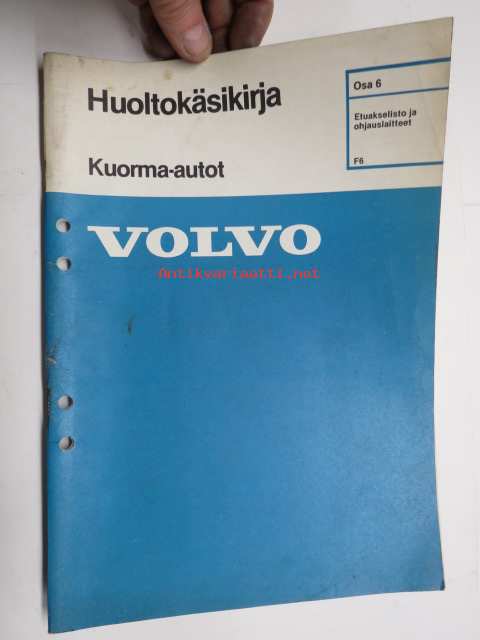 Huoltokäsikirja
Kuorma-autot
Osa 6
Etuakselisto ja
ohjauslaitteet
F6
VOLVO
Antikvariaatti.net